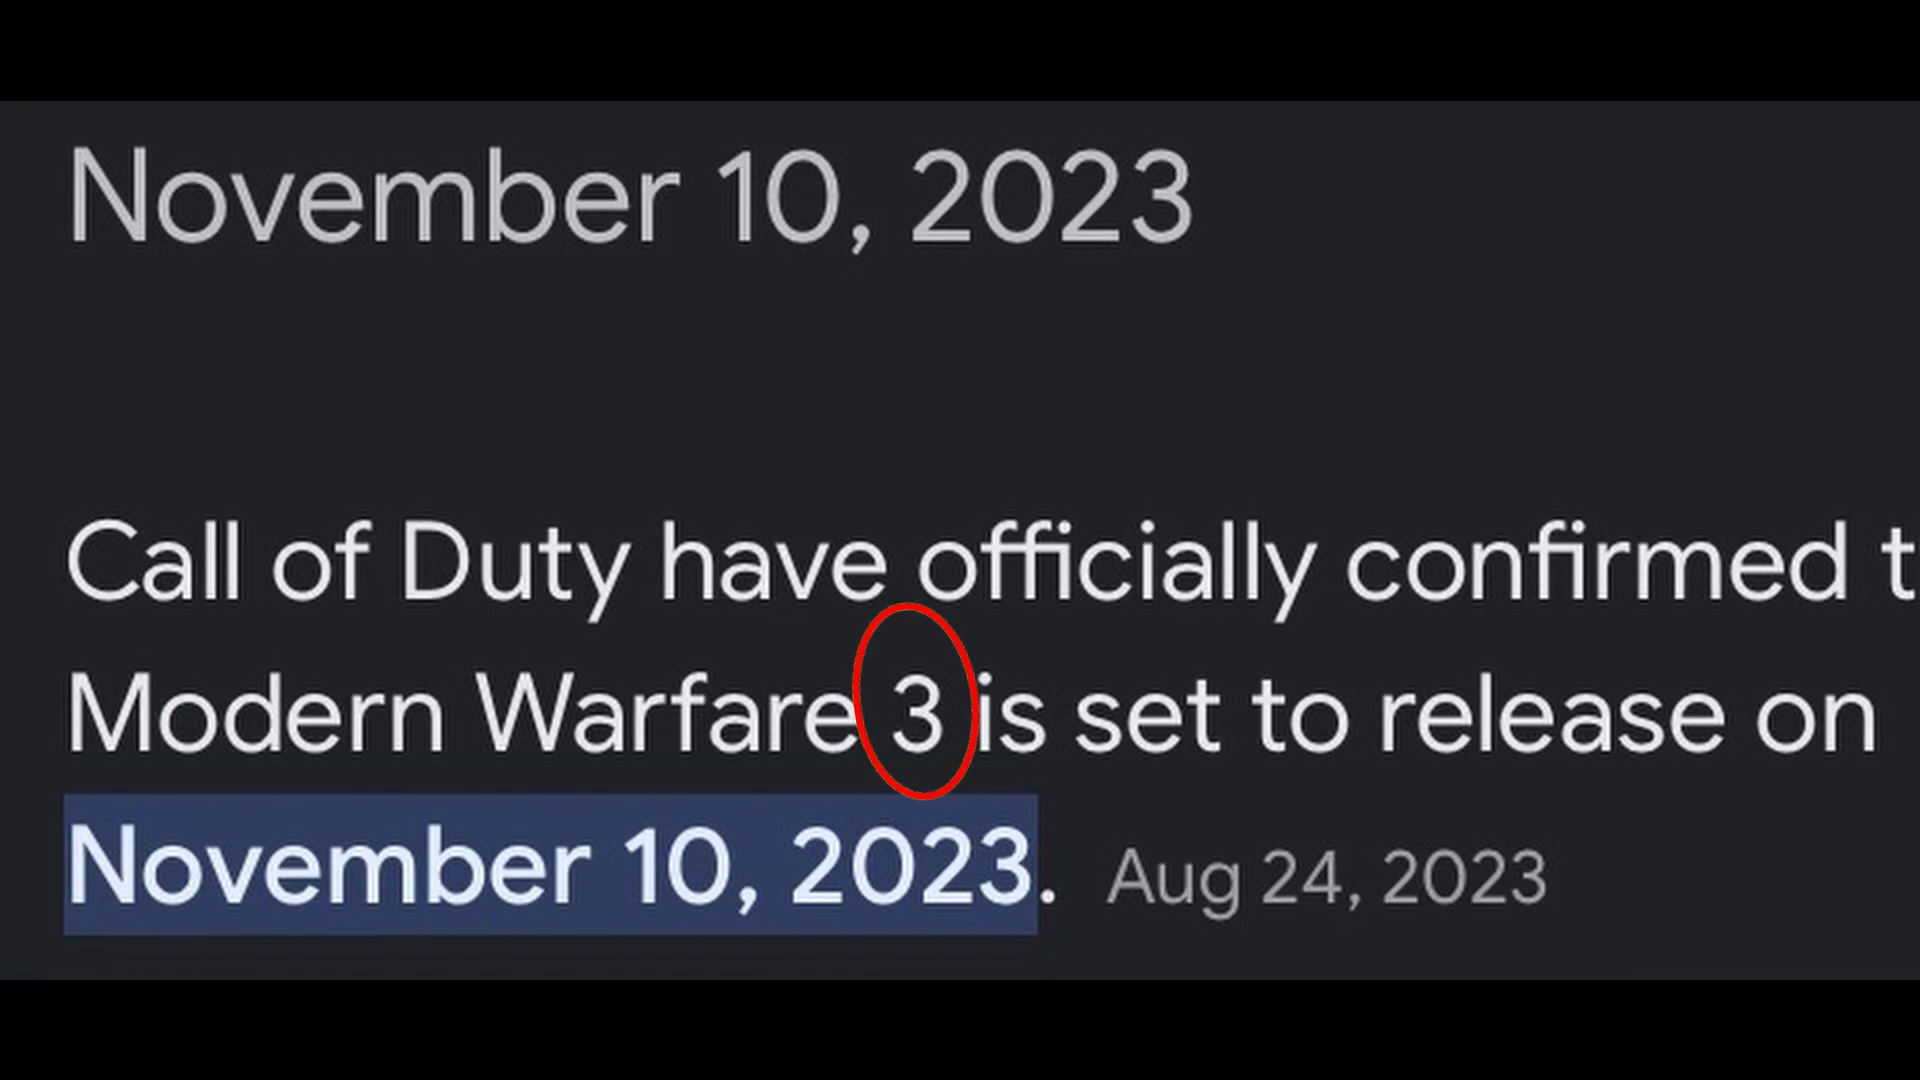 November 10, 2023
Call of Duty have officially confirmed t
Modern Warfare 3 is set to release on
November 10, 2023. Aug 24, 2023